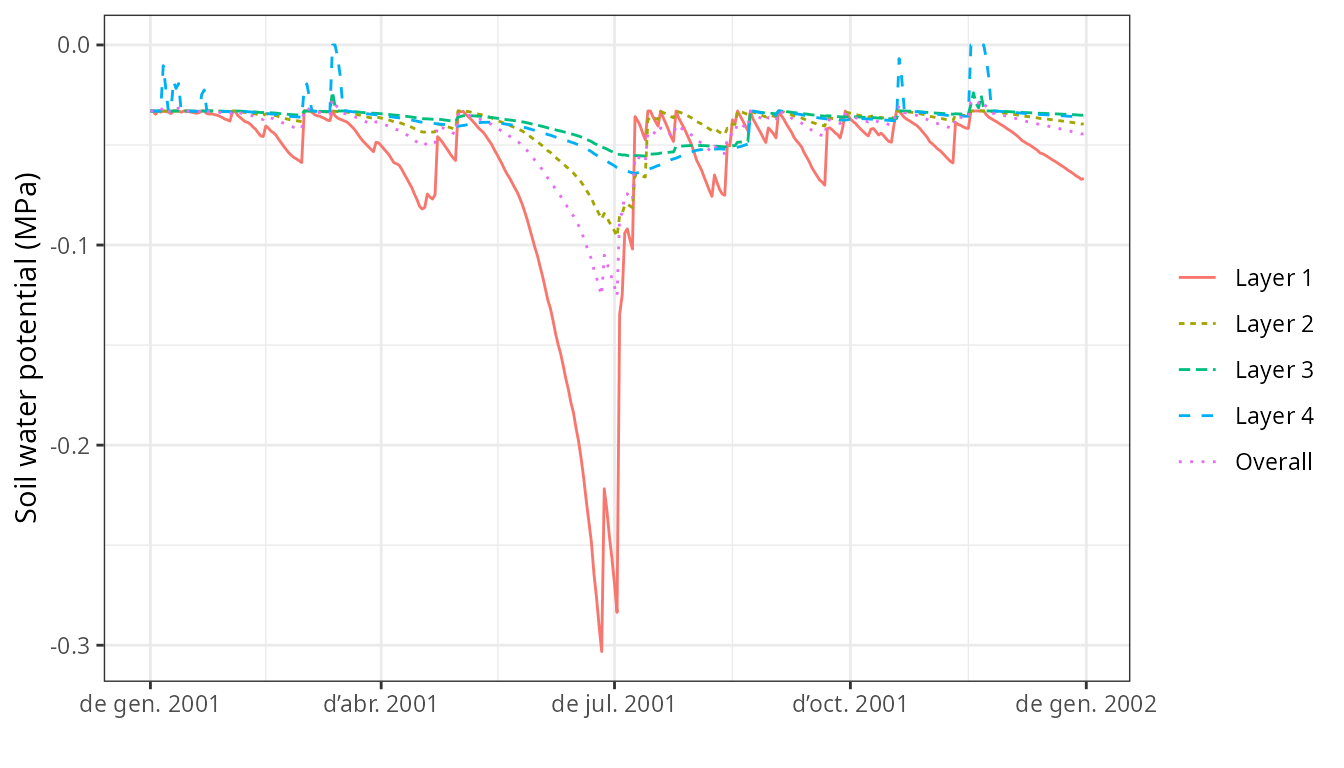 Soil water potential (MPa)
0.0
-0.1
-0.2
-0.3
de gen. 2001
d’abr. 2001
de jul. 2001
d’oct. 2001
de gen. 2002
Layer 1
Layer 2
Layer 3
Layer 4
Overall